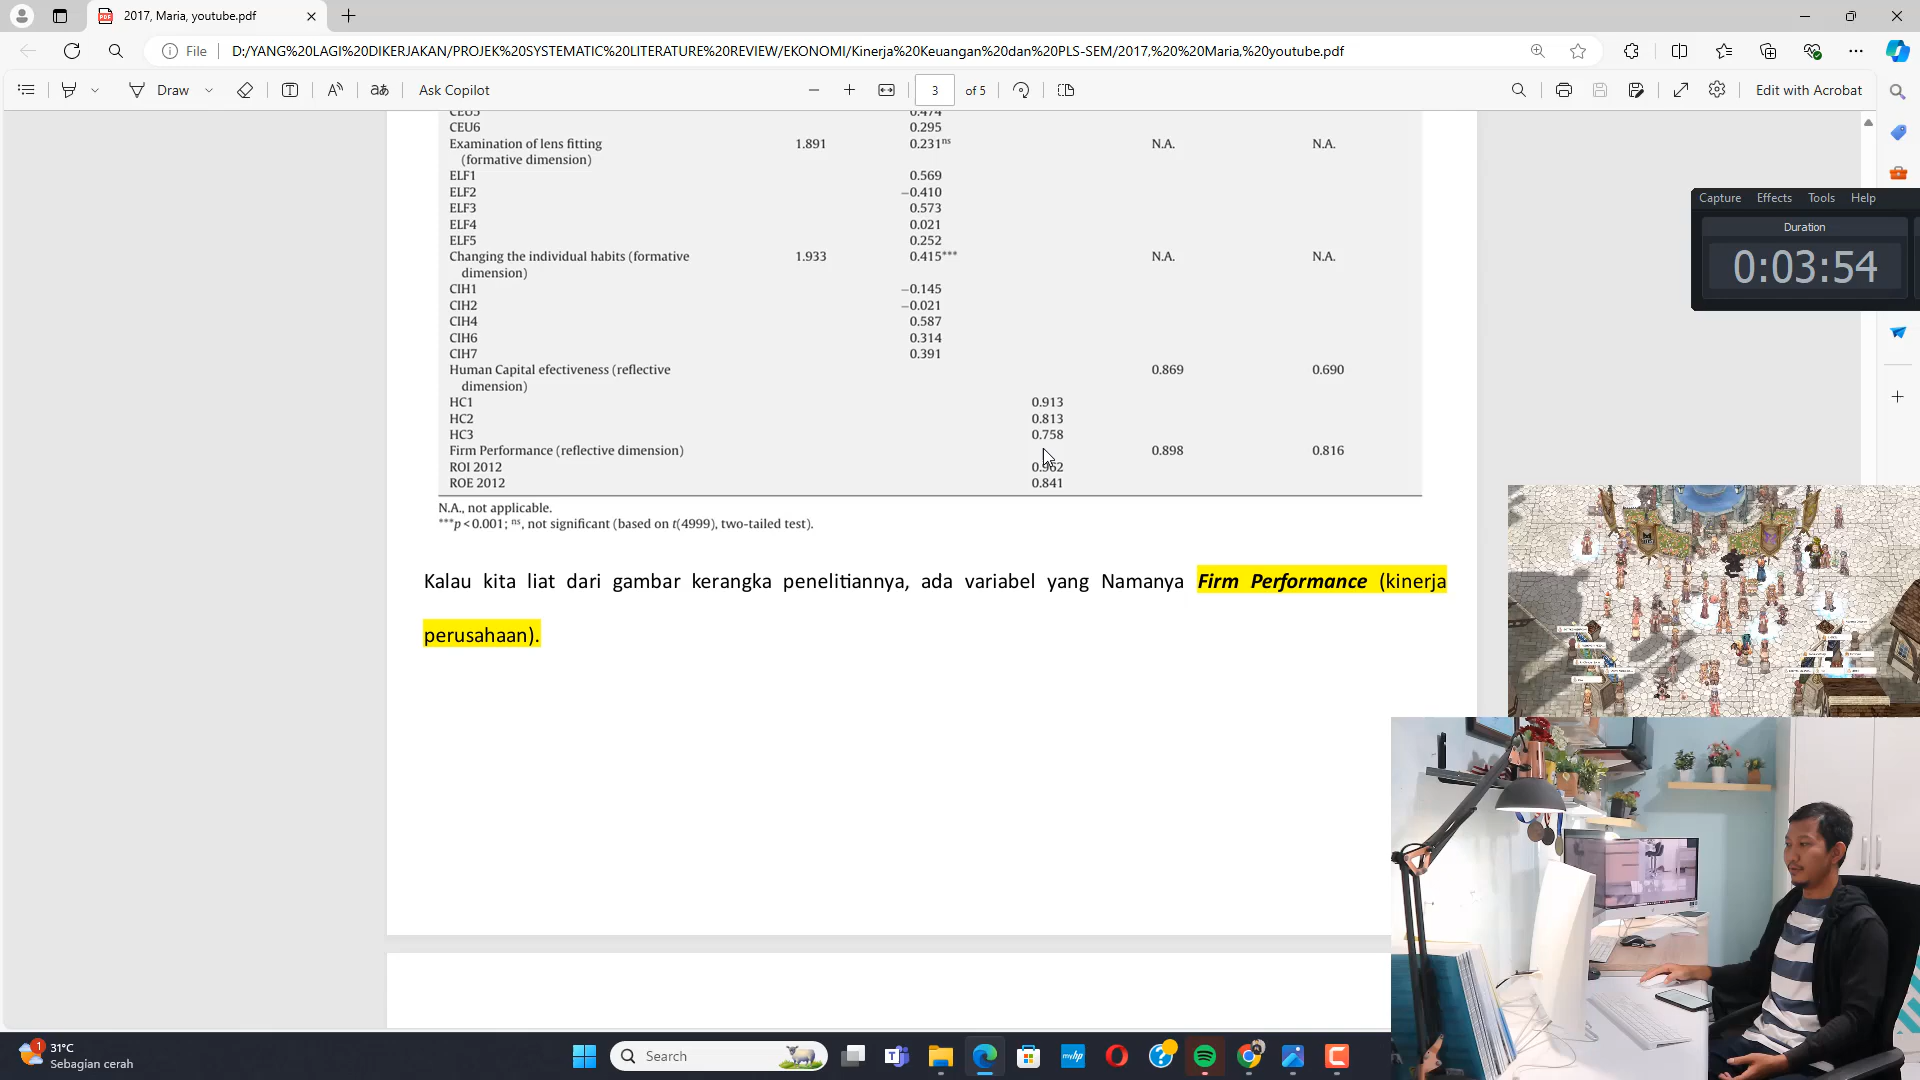 2017, Maria, youtube.pdf
File
D:/YANG%20LAGI%20DIKERJAKAN/PROJEK%20SYSTEMATIC%20LITERATURE%20REVIEW/EKONOMI/Kinerja%20Keuangan%20dan%20PLS-SEM/2017,%20%20Maria,%20youtube.pdf
Draw
Ask Copilot
3 of 5
Edit with Acrobat
CEU5 0.474
CEU6 0.295
Examination of lens fitting 1.891 0.231ns N.A. N.A.
(formative dimension)
ELF1 0.569
ELF2 −0.410
ELF3 0.573
ELF4 0.021
ELF5 0.252
Changing the individual habits (formative 1.933 0.415*** N.A. N.A.
dimension)
CIH1 −0.145
CIH2 −0.021
CIH4 0.587
CIH6 0.314
CIH7 0.391
Human Capital efectiveness (reflective 0.869 0.690
dimension)
HC1 0.913
HC2 0.813
HC3 0.758
Firm Performance (reflective dimension) 0.898 0.816
ROI 2012 0.962
ROE 2012 0.841
N.A., not applicable.
***p < 0.001; ns, not significant (based on t(4999), two-tailed test).
Kalau kita liat dari gambar kerangka penelitiannya, ada variabel yang Namanya Firm Performance (kinerja
perusahaan).
Capture Effects Tools Help
Duration
0:03:54
1
31°C
Sebagian cerah
Search
myhp